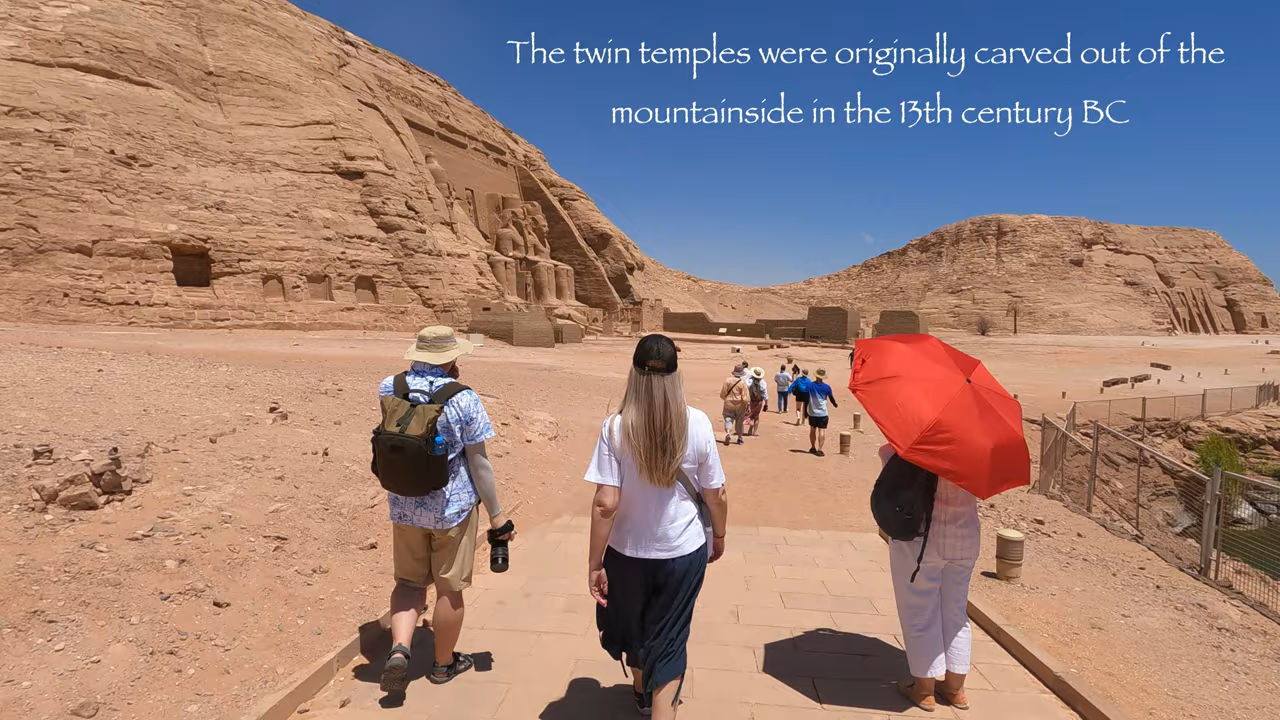 The twin temples were originally carved out of the
mountainside in the 13th century BC